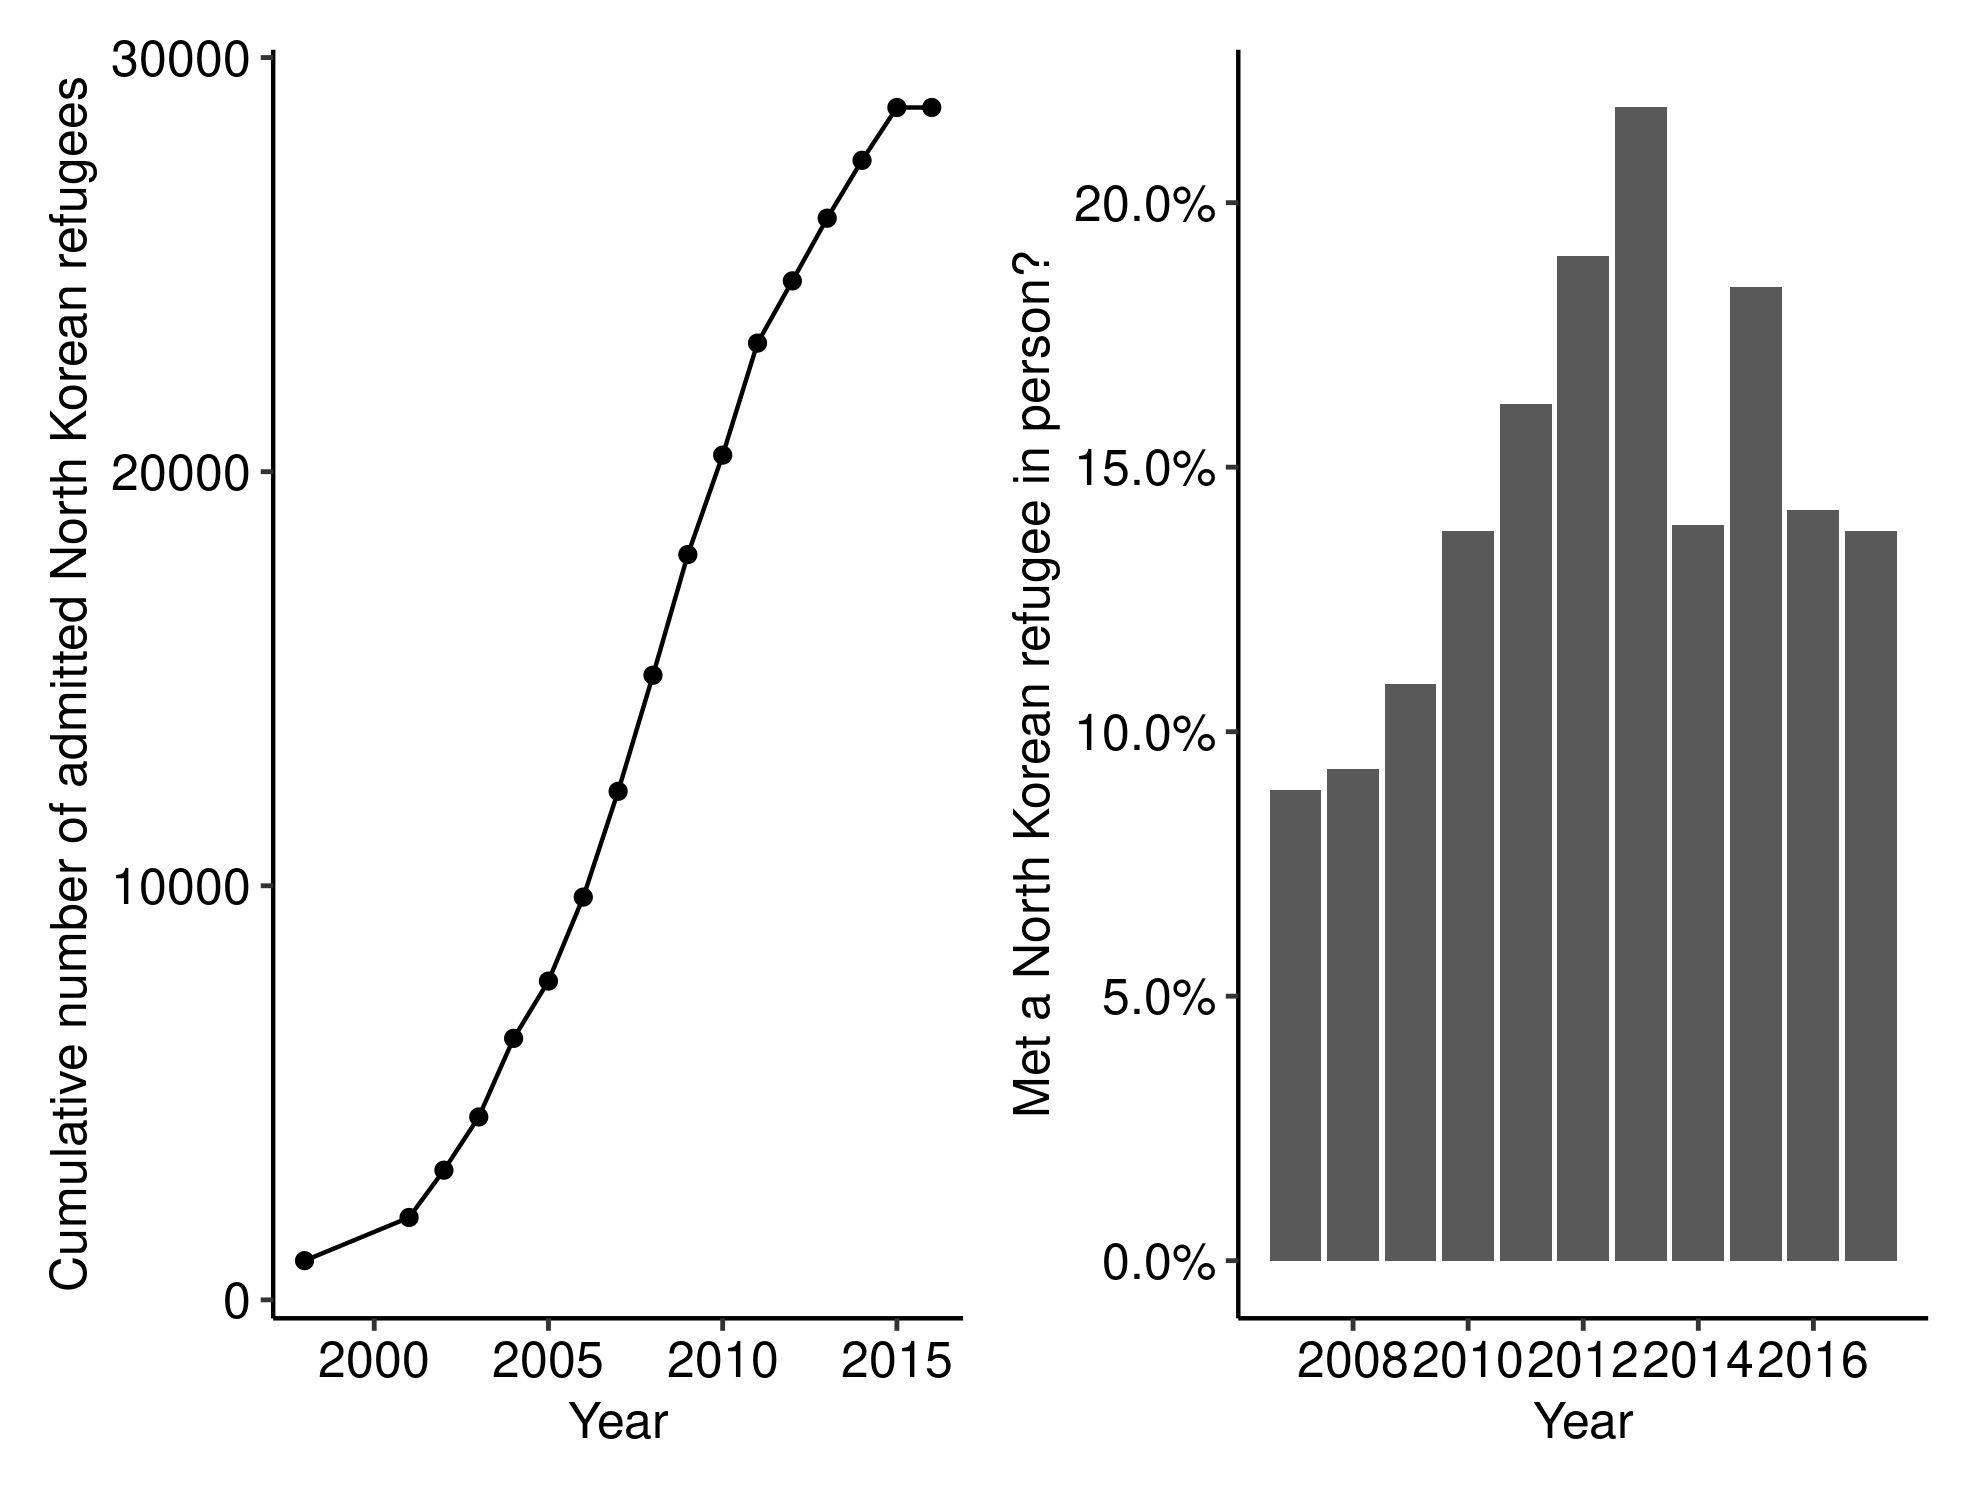 Cumulative number of admitted North Korean refugees
30000
20000
10000
0
2000 2005 2010 2015
Year
Met a North Korean refugee in person?
20.0%
15.0%
10.0%
5.0%
0.0%
2008 2010 2012 2014 2016
Year